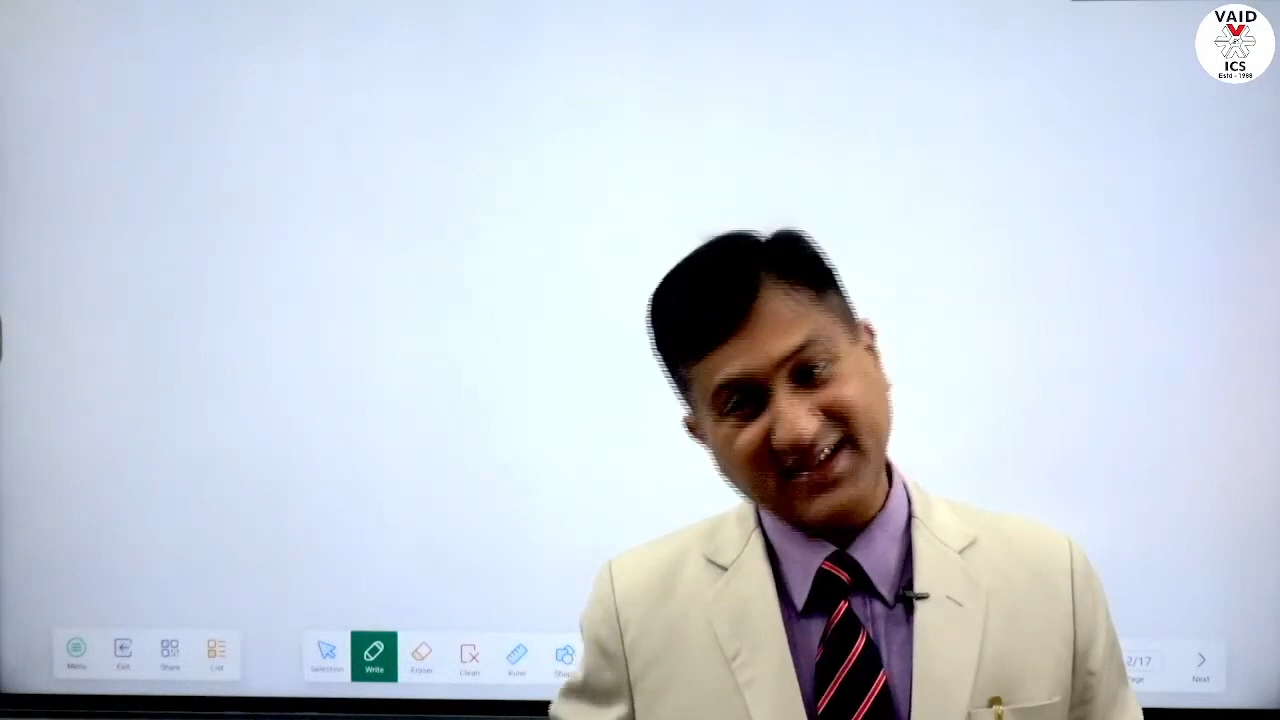 VAID
ICS
Estd - 1988
Menu
Exit
Share
List
Selection
Write
Eraser
Clean
Ruler
2/17
Next